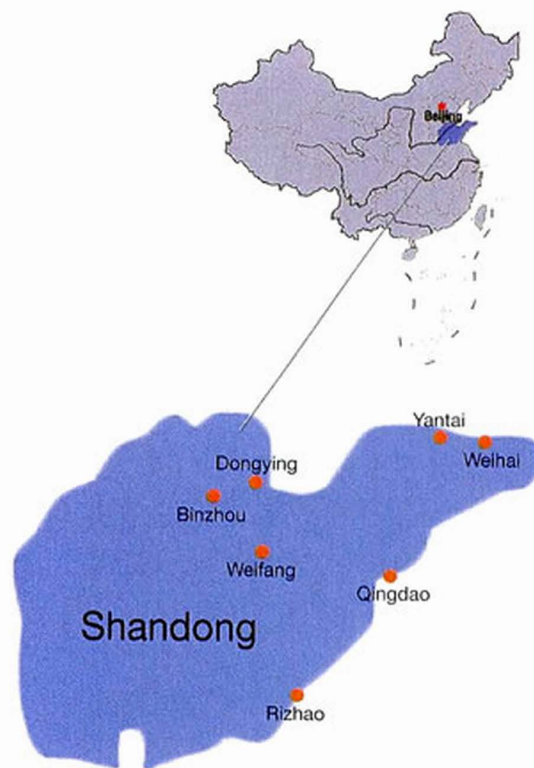 Beijing
Yantai
Weihai
Dongying
Binzhou
Weifang
Qingdao
Shandong
Rizhao